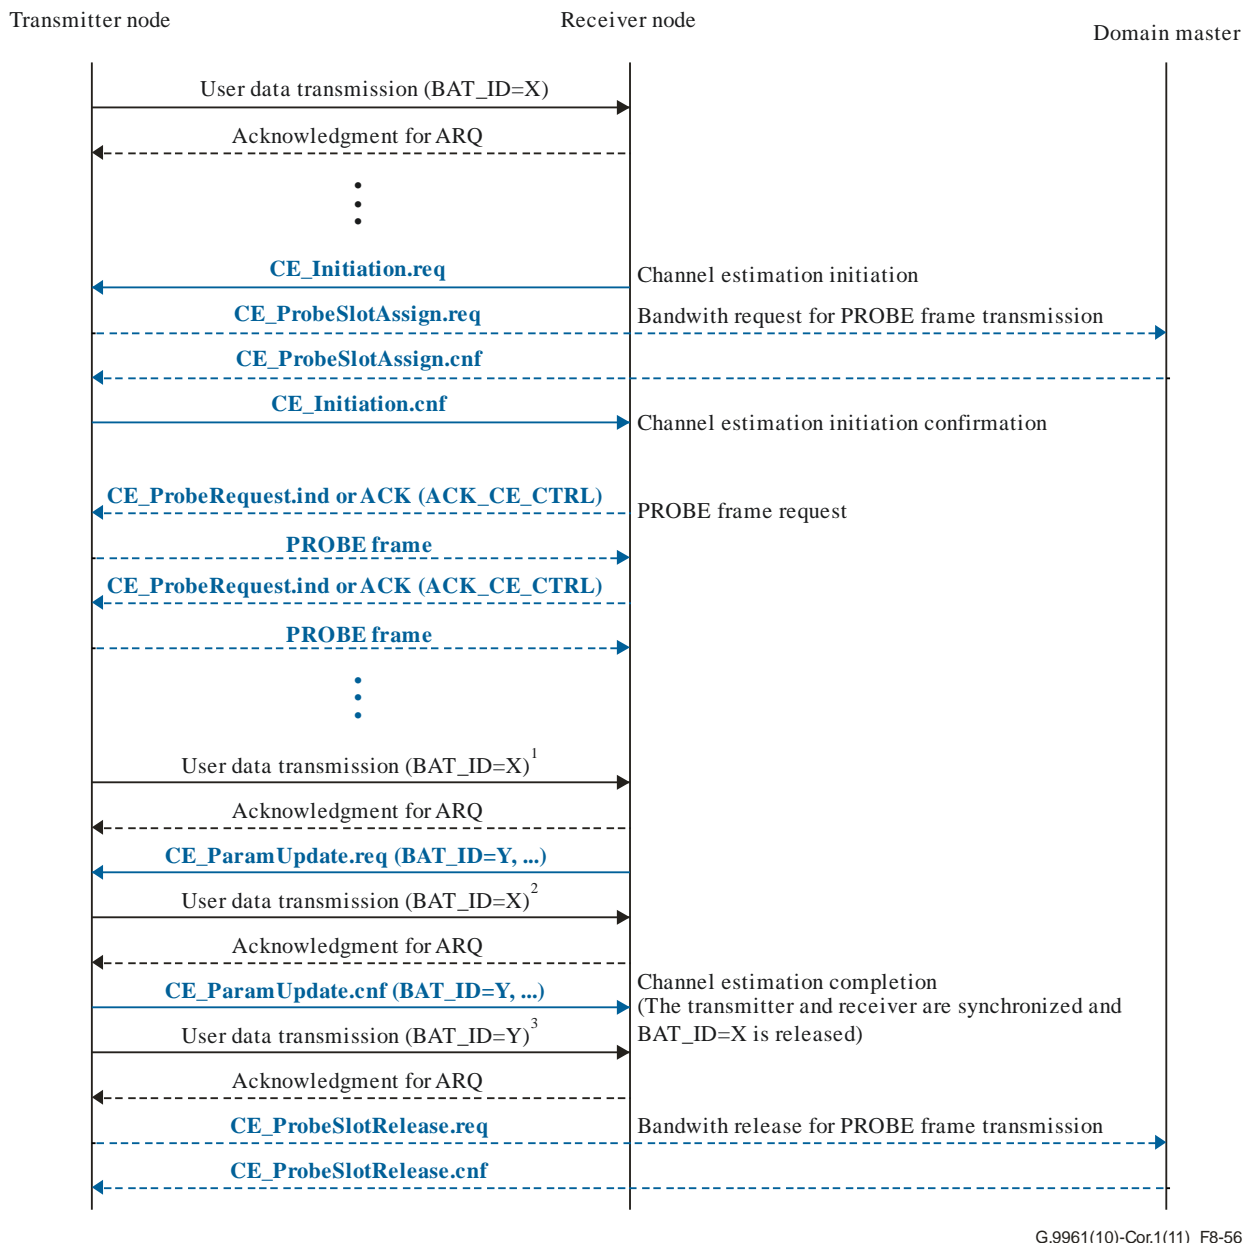 Transmitter node
Receiver node
Domain master
User data transmission (BAT_ID=X)
Acknowledgment for ARQ
CE_Initiation.req
Channel estimation initiation
CE_ProbeSlotAssign.req
Bandwith request for PROBE frame transmission
CE_ProbeSlotAssign.cnf
CE_Initiation.cnf
Channel estimation initiation confirmation
CE_ProbeRequest.ind or ACK (ACK_CE_CTRL)
PROBE frame request
PROBE frame
CE_ProbeRequest.ind or ACK (ACK_CE_CTRL)
PROBE frame
User data transmission (BAT_ID=X)1
Acknowledgment for ARQ
CE_ParamUpdate.req (BAT_ID=Y, ...)
User data transmission (BAT_ID=X)2
Acknowledgment for ARQ
CE_ParamUpdate.cnf (BAT_ID=Y, ...)
Channel estimation completion
(The transmitter and receiver are synchronized and
BAT_ID=X is released)
User data transmission (BAT_ID=Y)3
Acknowledgment for ARQ
CE_ProbeSlotRelease.req
Bandwith release for PROBE frame transmission
CE_ProbeSlotRelease.cnf
G.9961(10)-Cor.1(11)_F8-56